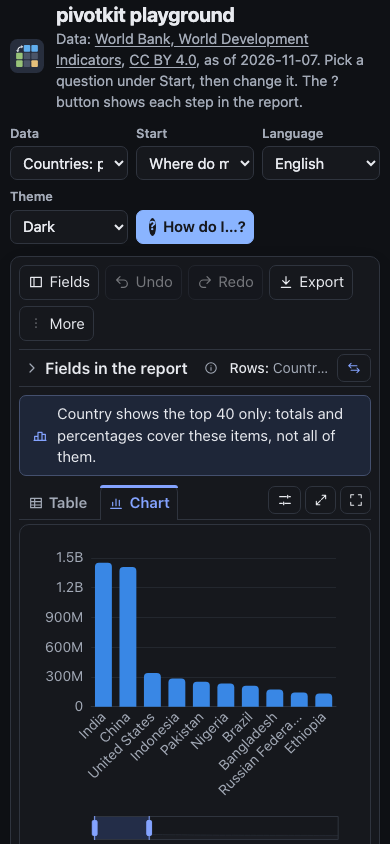 pivotkit playground
Data: World Bank, World Development
Indicators, CC BY 4.0, as of 2026-11-07. Pick a
question under Start, then change it. The ?
button shows each step in the report.
Data
Start
Language
Countries: p
Where do m
English
Theme
Dark
? How do I...?
Fields
Undo
Redo
Export
More
Fields in the report
Rows: Countr...
Country shows the top 40 only: totals and
percentages cover these items, not all of
them.
Table
Chart
1.5B
1.2B
900M
600M
300M
0
India
China
United States
Indonesia
Pakistan
Nigeria
Brazil
Bangladesh
Russian Federa...
Ethiopia